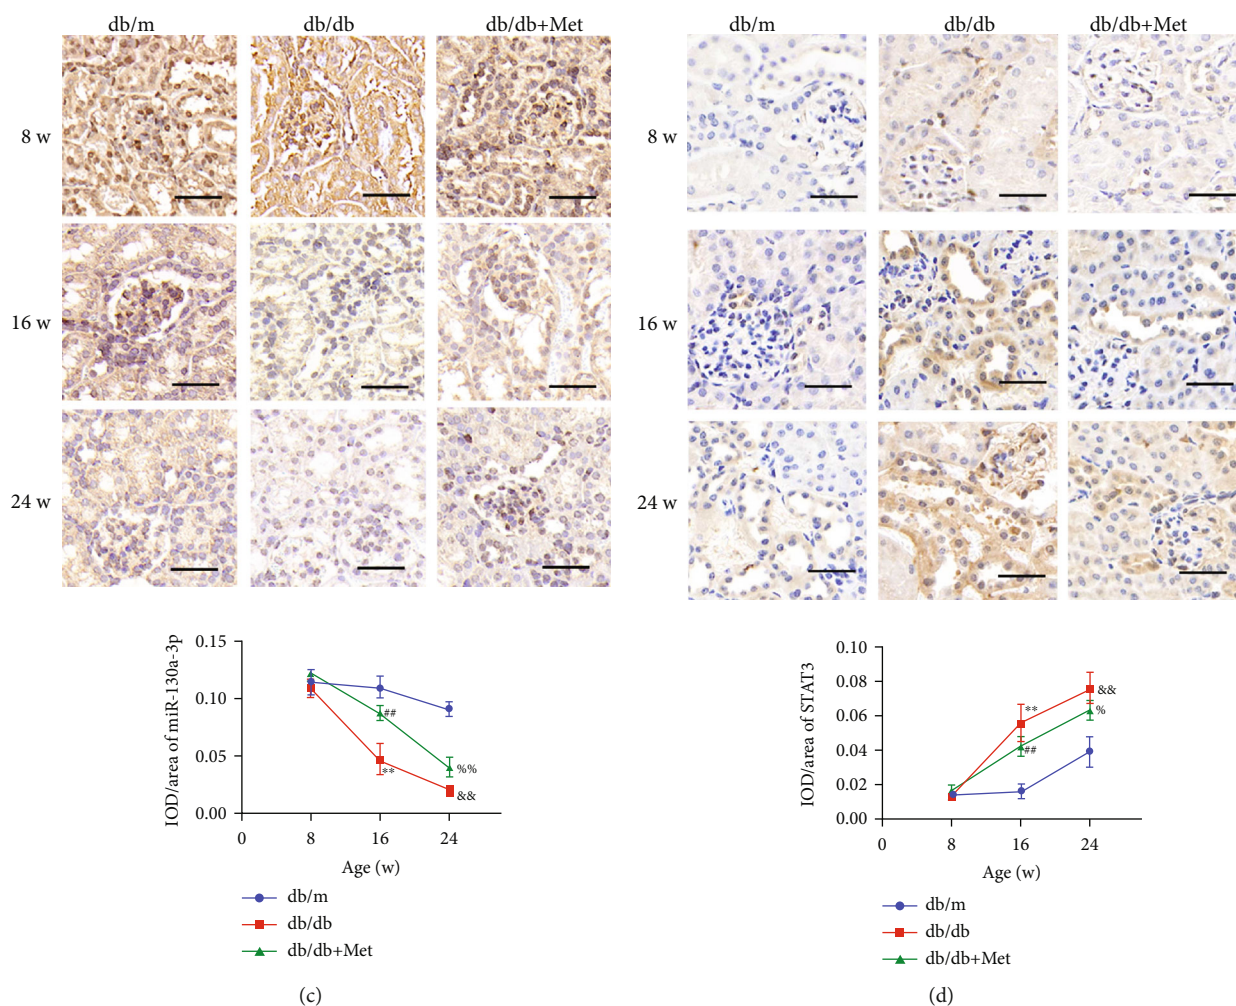 db/m db/db db/db+Met
8 w
16 w
24 w
IOD/area of miR-130a-3p
0.15
0.10
0.05
0.00
##
**
%%
&&
0 8 16 24
Age (w)
db/m
db/db
db/db+Met
(c)
db/m db/db db/db+Met
8 w
16 w
24 w
IOD/area of STAT3
0.10
0.08
0.06
0.04
0.02
0.00
**
##
&&
%
0 8 16 24
Age (w)
db/m
db/db
db/db+Met
(d)